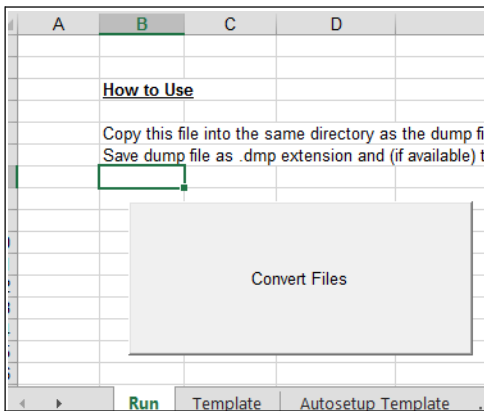 A B C D
How to Use
Copy this file into the same directory as the dump
Save dump file as .dmp extension and (if available)
Convert Files
Run Template Autosetup Template